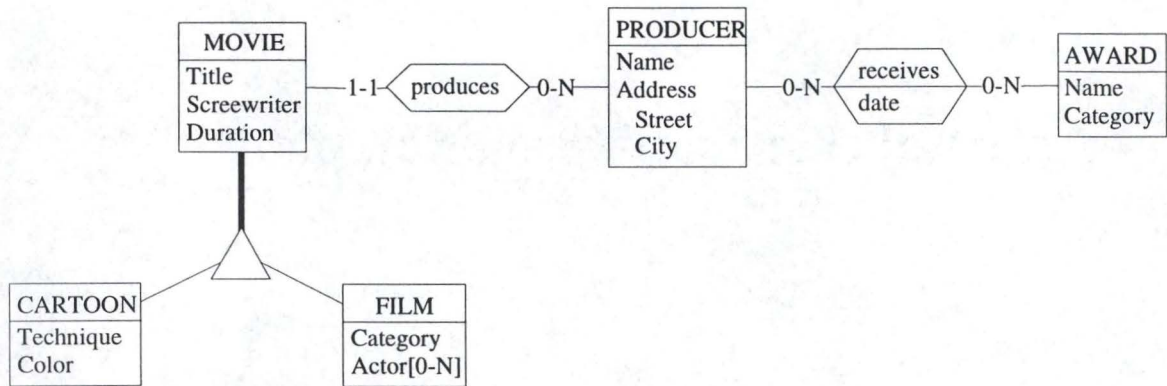 MOVIE
Title
Screewriter
Duration
1-1
produces
0-N
PRODUCER
Name
Address
Street
City
0-N
receives
date
0-N
AWARD
Name
Category
CARTOON
Technique
Color
FILM
Category
Actor[0-N]